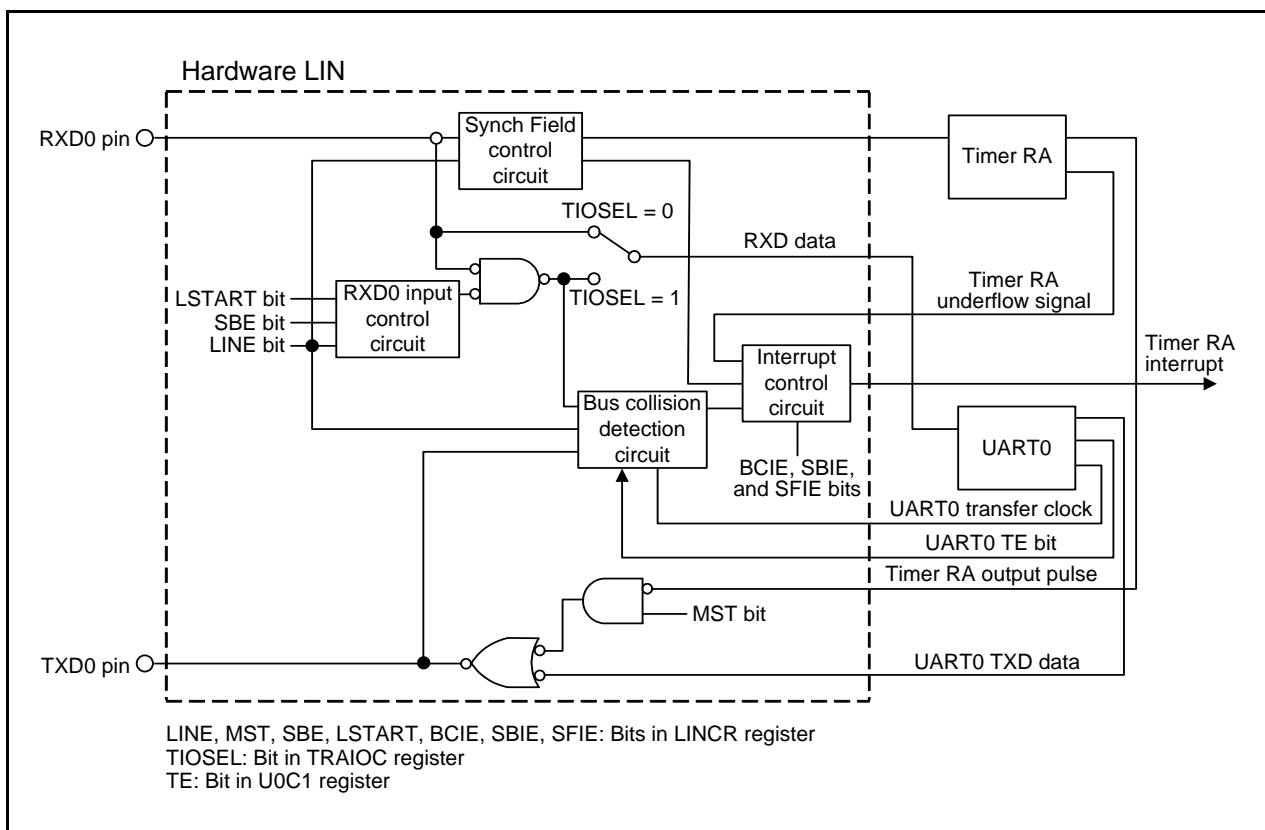 Hardware LIN
RXD0 pin
Synch Field
control
circuit
Timer RA
TIOSEL = 0
RXD data
TIOSEL = 1
Timer RA
underflow signal
LSTART bit
SBE bit
LINE bit
RXD0 input
control
circuit
Timer RA
interrupt
Interrupt
control
circuit
Bus collision
detection
circuit
BCIE, SBIE,
and SFIE bits
UART0
UART0 transfer clock
UART0 TE bit
Timer RA output pulse
MST bit
TXD0 pin
UART0 TXD data
LINE, MST, SBE, LSTART, BCIE, SBIE, SFIE: Bits in LINCR register
TIOSEL: Bit in TRAIOC register
TE: Bit in U0C1 register